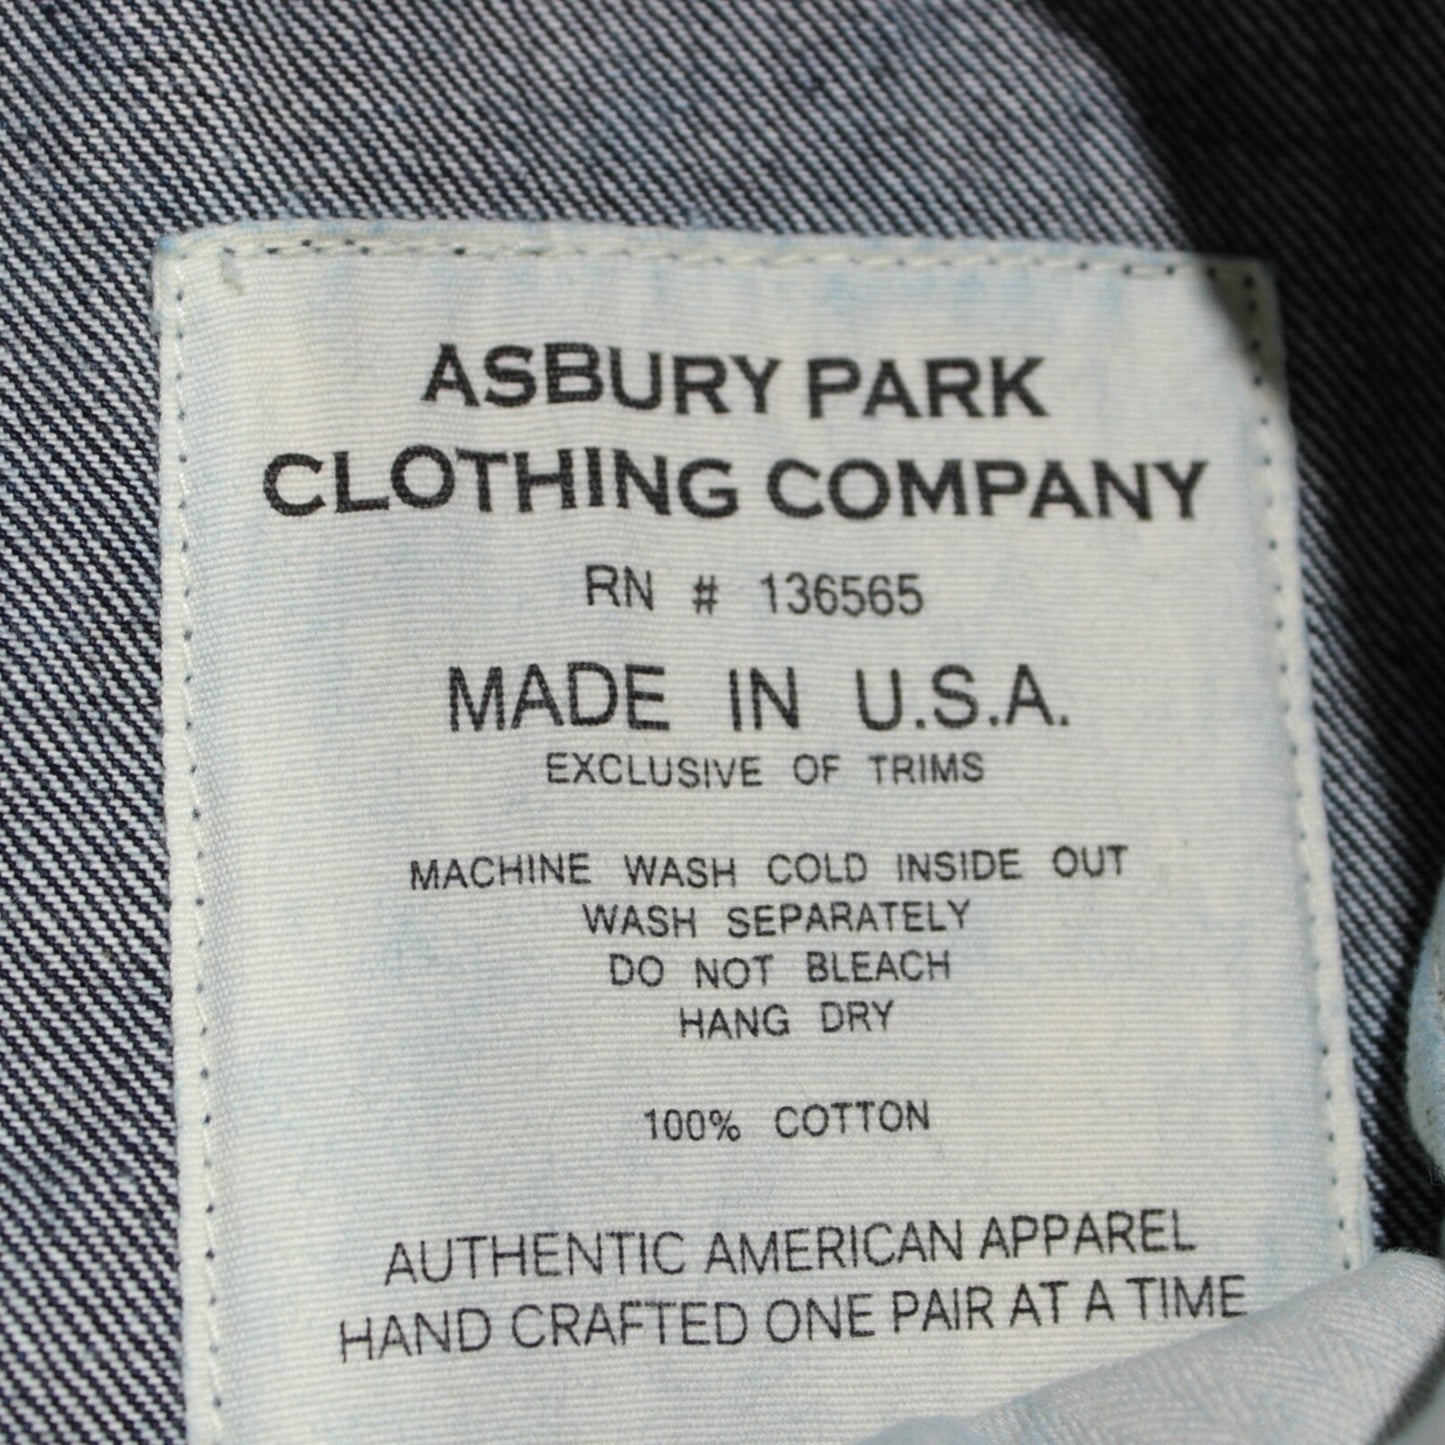 ASBURY PARK
CLOTHING COMPANY
RN # 136565
MADE IN U.S.A.
EXCLUSIVE OF TRIMS
MACHINE WASH COLD INSIDE OUT
WASH SEPARATELY
DO NOT BLEACH
HANG DRY
100% COTTON
AUTHENTIC AMERICAN APPAREL
HAND CRAFTED ONE PAIR AT A TIME